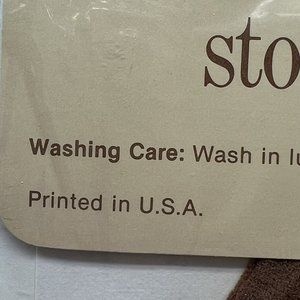 sto
Washing Care: Wash in lu
Printed in U.S.A.